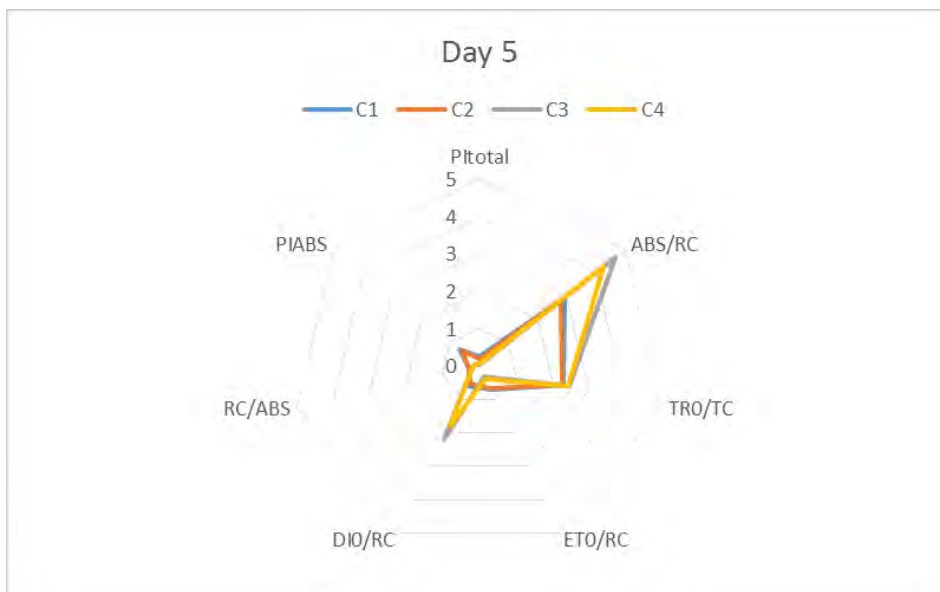 Day 5
C1 C2 C3 C4
PItotal
5
4
PIABS ABS/RC
3
2
1
0
RC/ABS TR0/TC
DI0/RC ET0/RC